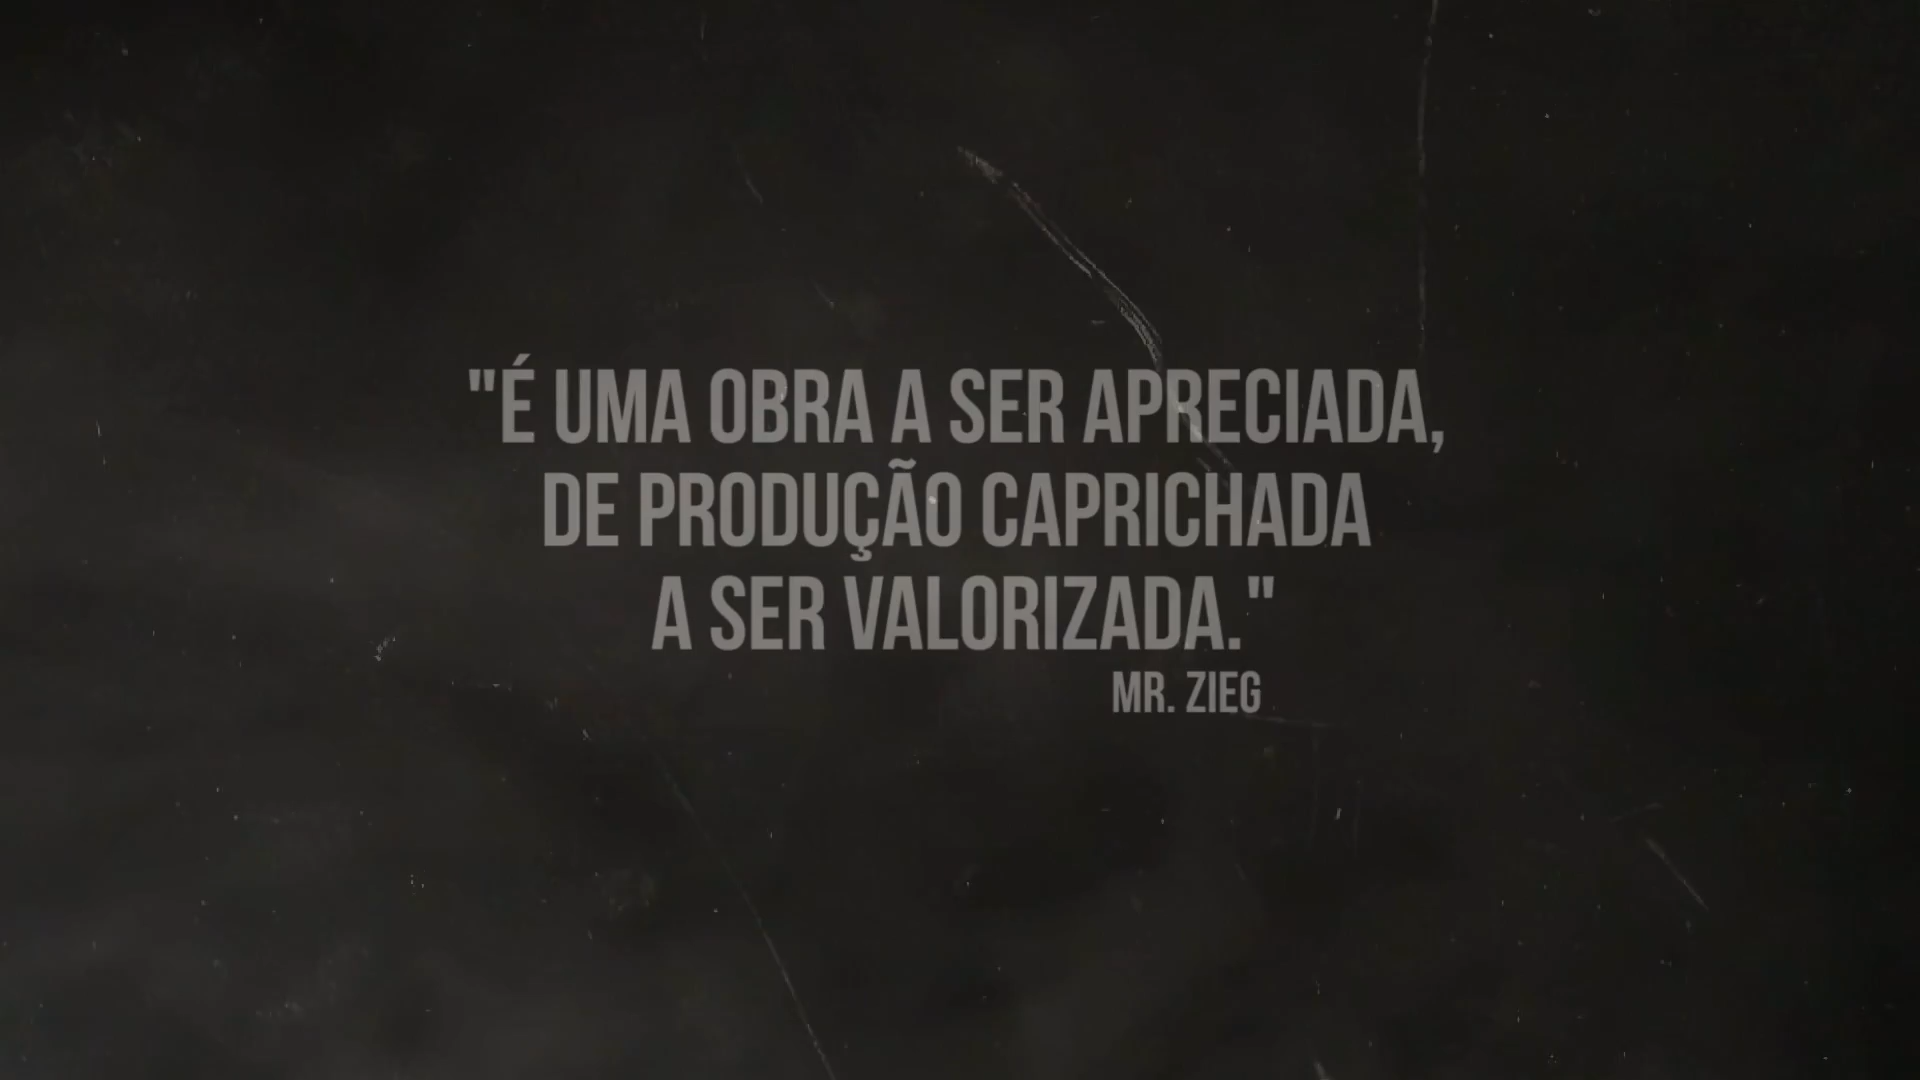 "É UMA OBRA A SER APRECIADA,
DE PRODUÇÃO CAPRICHADA
A SER VALORIZADA."
MR. ZIEG